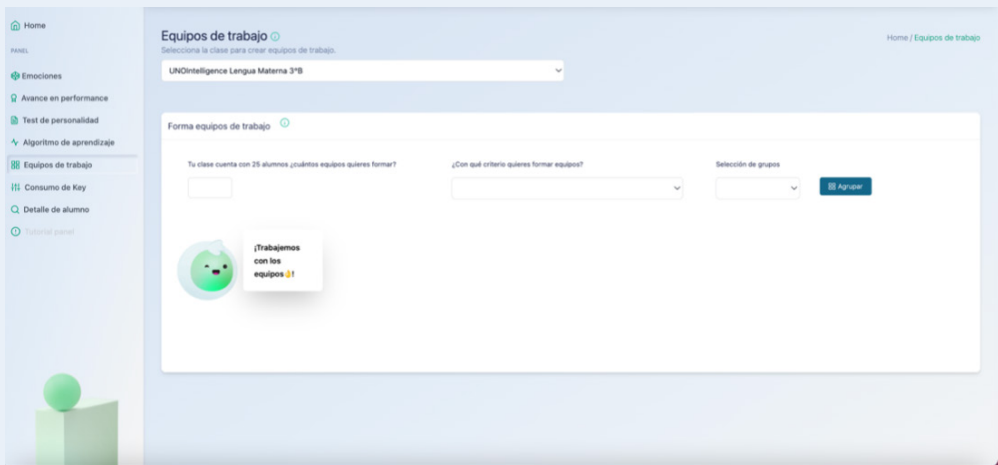 Home
PANEL
Emociones
Avance en performance
Test de personalidad
Algoritmo de aprendizaje
Equipos de trabajo
Consumo de Key
Detalle de alumno
Tutorial panel
Equipos de trabajo
Selecciona la clase para crear equipos de trabajo.
Home / Equipos de trabajo
UNOintelligence Lengua Materna 3ºB
Forma equipos de trabajo
Tu clase cuenta con 25 alumnos ¿cuántos equipos quieres formar?
¿Con qué criterio quieres formar equipos?
Selección de grupos
Agrupar
¡Trabajemos
con los
equipos👌!